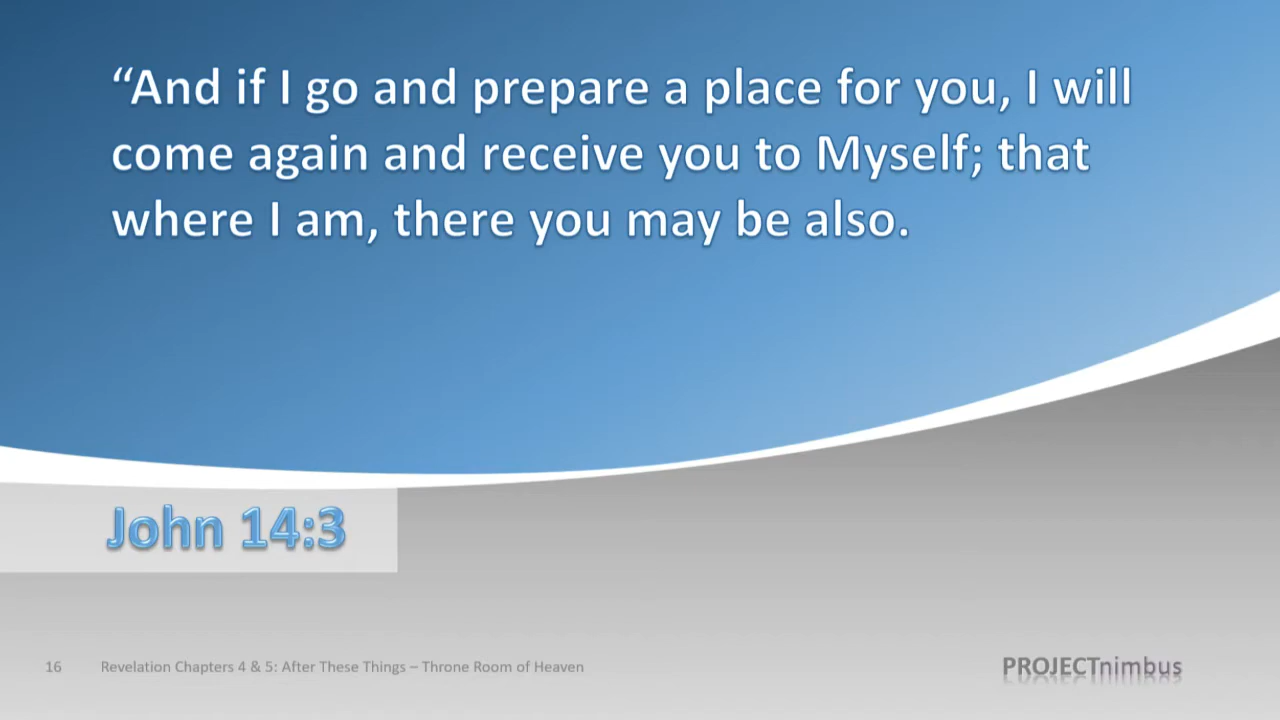 “And if I go and prepare a place for you, I will
come again and receive you to Myself; that
where I am, there you may be also.
John 14:3
16 Revelation Chapters 4 & 5: After These Things – Throne Room of Heaven
PROJECTnimbus